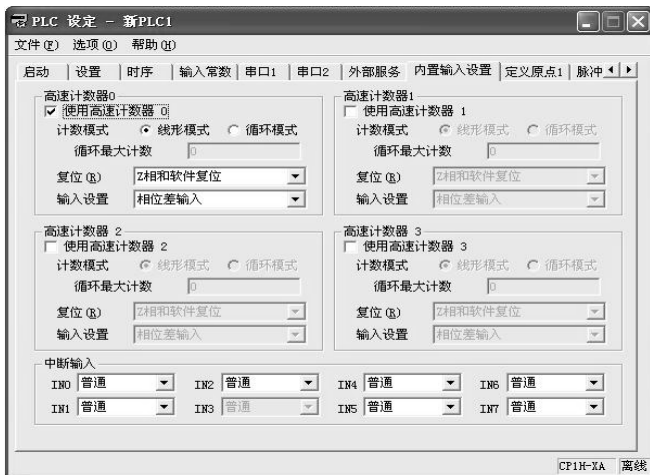 PLC 设定 - 新PLC1
文件(F) 选项(O) 帮助(H)
启动 设置 时序 输入常数 串口1 串口2 外部服务 内置输入设置 定义原点1 脉冲
高速计数器0
使用高速计数器 0
计数模式 线形模式 循环模式
循环最大计数 0
复位(R) Z相和软件复位
输入设置 相位差输入
高速计数器1
使用高速计数器 1
计数模式 线形模式 循环模式
循环最大计数 0
复位(R) Z相和软件复位
输入设置 相位差输入
高速计数器 2
使用高速计数器 2
计数模式 线形模式 循环模式
循环最大计数 0
复位(R) Z相和软件复位
输入设置 相位差输入
高速计数器 3
使用高速计数器 3
计数模式 线形模式 循环模式
循环最大计数 0
复位(R) Z相和软件复位
输入设置 相位差输入
中断输入
IN0 普通 IN2 普通 IN4 普通 IN6 普通
IN1 普通 IN3 普通 IN5 普通 IN7 普通
CP1H-XA 离线